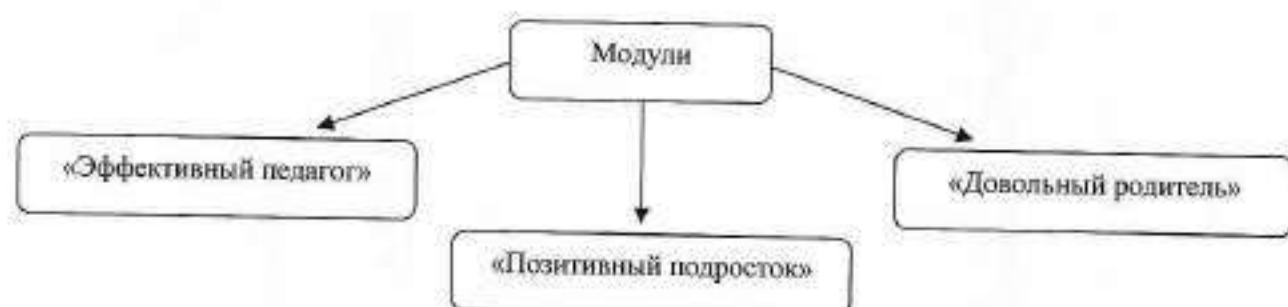 Модули
«Эффективный педагог»
«Довольный родитель»
«Позитивный подросток»